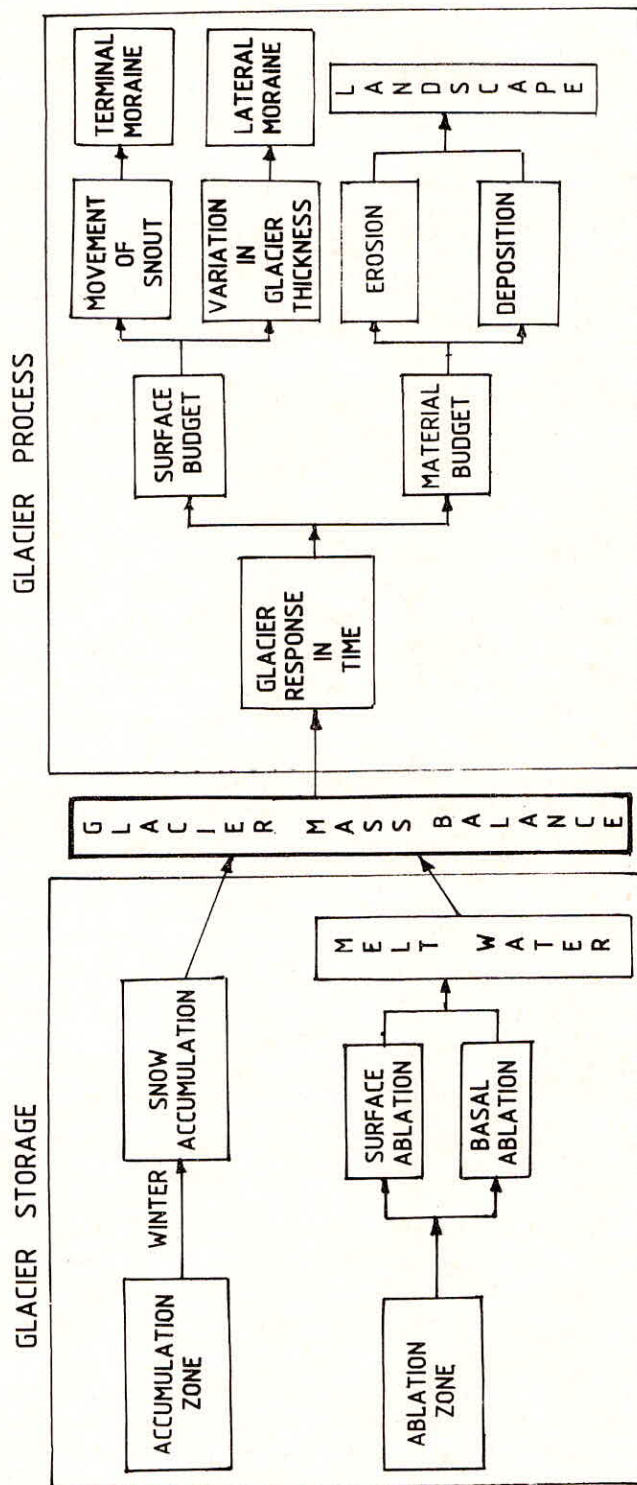 GLACIER STORAGE
ACCUMULATION
ZONE
WINTER
SNOW
ACCUMULATION
ABLATION
ZONE
SURFACE
ABLATION
BASAL
ABLATION
MELT WATER
GLACIER MASS BALANCE
GLACIER PROCESS
GLACIER
RESPONSE
IN
TIME
SURFACE
BUDGET
MATERIAL
BUDGET
MOVEMENT
OF
SNOUT
VARIATION
IN
GLACIER
THICKNESS
EROSION
DEPOSITION
TERMINAL
MORAINE
LATERAL
MORAINE
LANDSCAPE